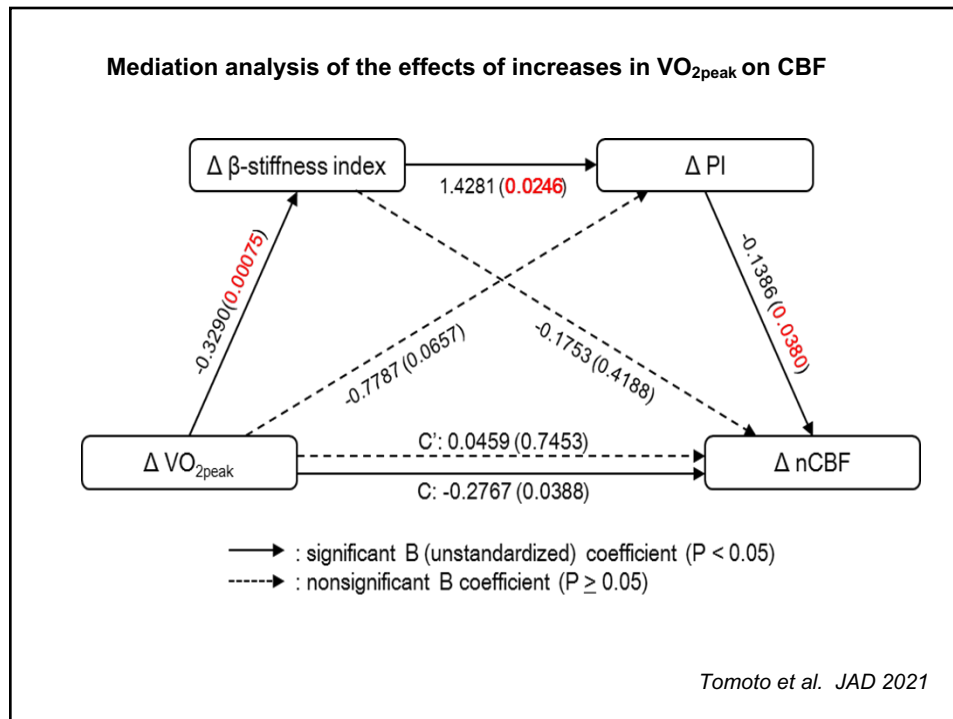 Mediation analysis of the effects of increases in VO2peak on CBF
Δ β-stiffness index
1.4281 (0.0246)
Δ PI
-0.3290(0.00075)
-0.7787 (0.0657)
-0.1753 (0.4188)
-0.1386 (0.0380)
Δ VO2peak
C': 0.0459 (0.7453)
C: -0.2767 (0.0388)
Δ nCBF
: significant B (unstandardized) coefficient (P < 0.05)
: nonsignificant B coefficient (P ≥ 0.05)
Tomoto et al. JAD 2021